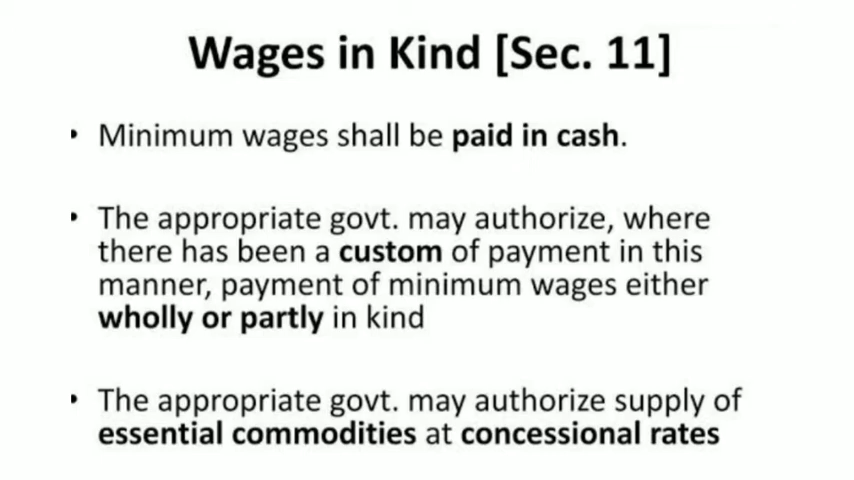 Wages in Kind [Sec. 11]
• Minimum wages shall be paid in cash.
• The appropriate govt. may authorize, where
there has been a custom of payment in this
manner, payment of minimum wages either
wholly or partly in kind
• The appropriate govt. may authorize supply of
essential commodities at concessional rates